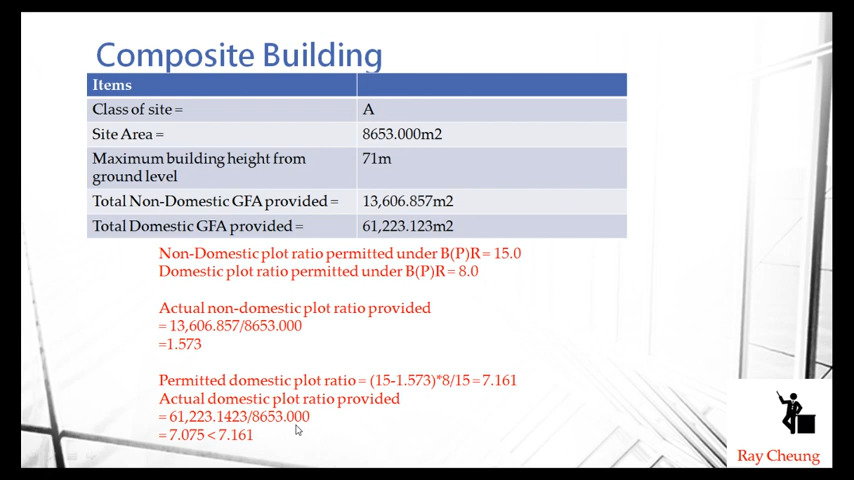 Composite Building
Items
Class of site =
A
Site Area =
8653.000m2
Maximum building height from
ground level
71m
Total Non-Domestic GFA provided =
13,606.857m2
Total Domestic GFA provided =
61,223.123m2
Non-Domestic plot ratio permitted under B(P)R = 15.0
Domestic plot ratio permitted under B(P)R = 8.0
Actual non-domestic plot ratio provided
= 13,606.857/8653.000
=1.573
Permitted domestic plot ratio = (15-1.573)*8/15 = 7.161
Actual domestic plot ratio provided
= 61,223.1423/8653.000
= 7.075 < 7.161
Ray Cheung